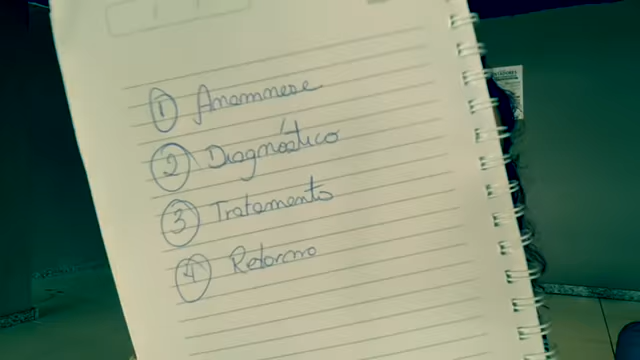 1 Anamnese
2 Diagnóstico
3 Tratamento
4 Retorno